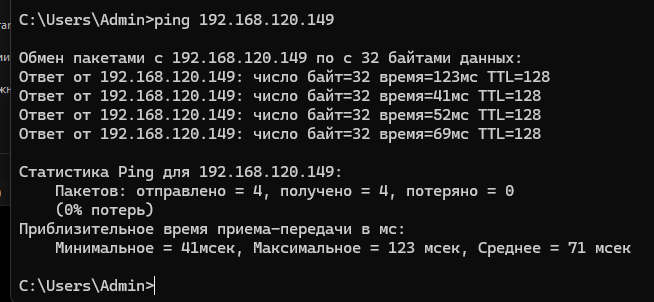 C:\Users\Admin>ping 192.168.120.149
Обмен пакетами с 192.168.120.149 по с 32 байтами данных:
Ответ от 192.168.120.149: число байт=32 время=123мс TTL=128
Ответ от 192.168.120.149: число байт=32 время=41мс TTL=128
Ответ от 192.168.120.149: число байт=32 время=52мс TTL=128
Ответ от 192.168.120.149: число байт=32 время=69мс TTL=128
Статистика Ping для 192.168.120.149:
    Пакетов: отправлено = 4, получено = 4, потеряно = 0
    (0% потерь)
Приблизительное время приема-передачи в мс:
    Минимальное = 41мсек, Максимальное = 123 мсек, Среднее = 71 мсек
C:\Users\Admin>